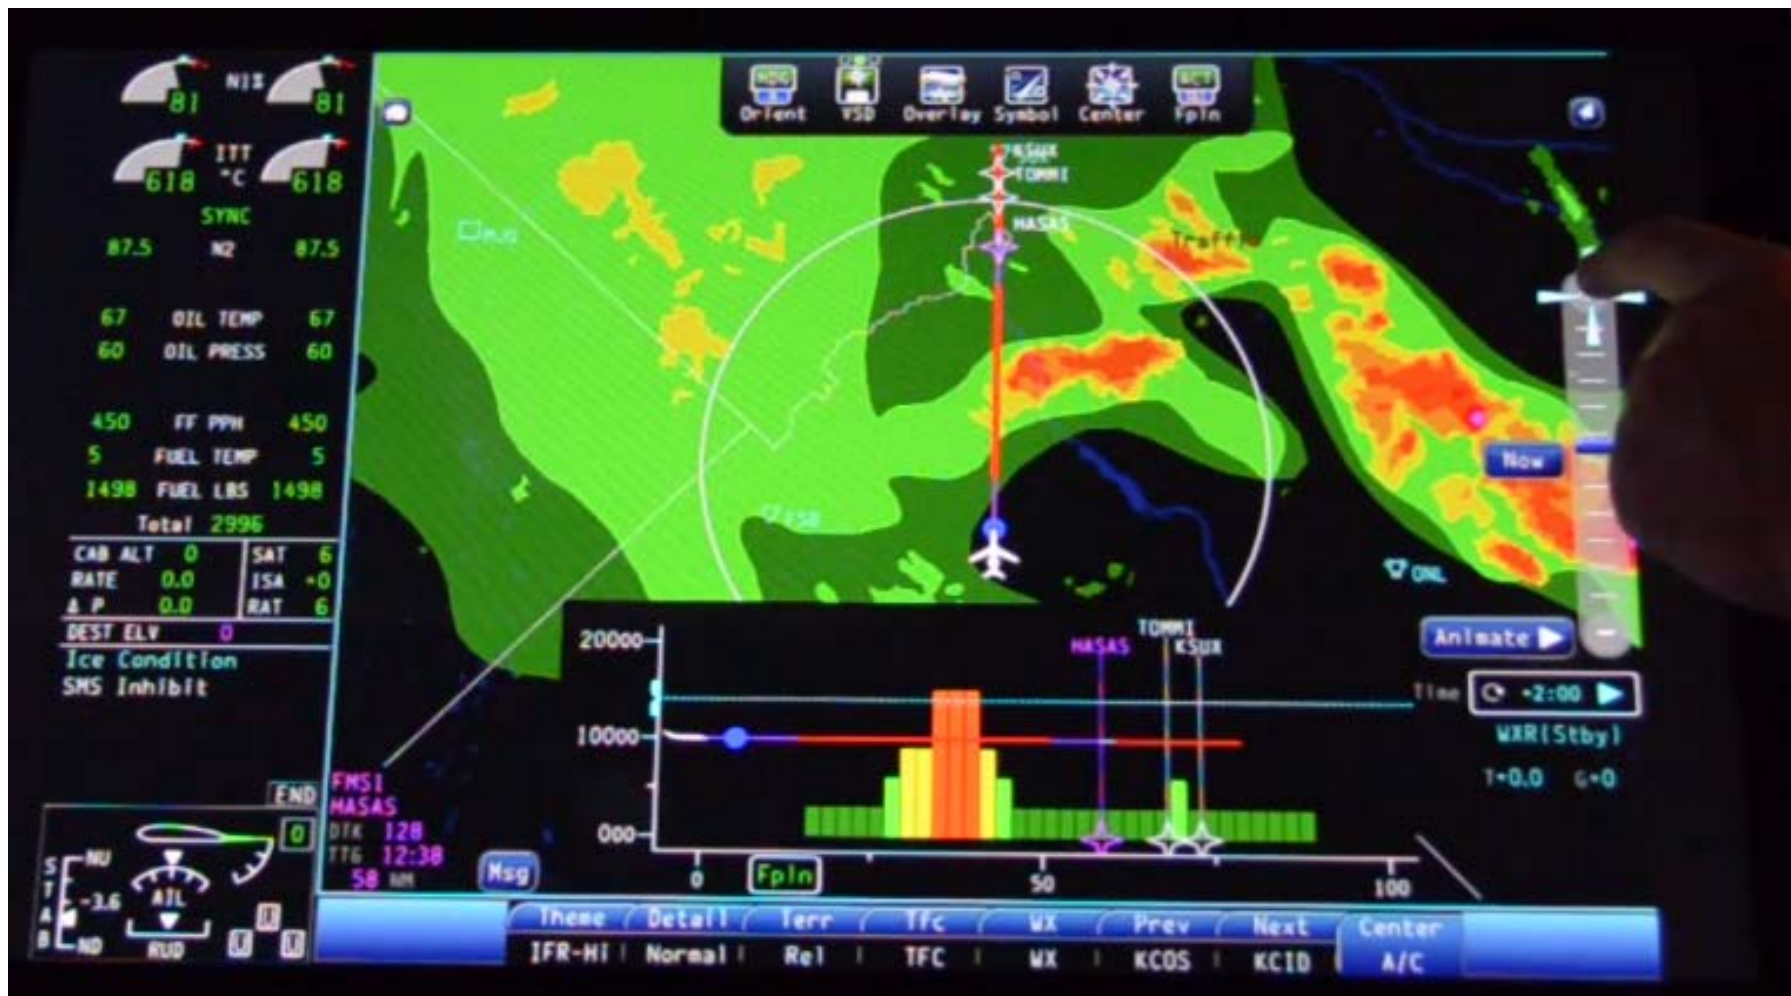 N1%
81 81
ITT
°C
618 618
SYNC
87.5 N2 87.5
67 OIL TEMP 67
60 OIL PRESS 60
450 FF PPH 450
5 FUEL TEMP 5
1498 FUEL LBS 1498
Total 2996
CAB ALT 0 SAT 6
RATE 0.0 ISA +0
Δ P 0.0 RAT 6
DEST ELV 0
Ice Condition
SMS Inhibit
END
0
STAB
NU
-3.6
ND
AIL
RUD
U
U U
HDG ACT
Orient VSD Overlay Symbol Center Fpln
KSUX
TOMMI
HASAS
FSD
ONL
Now
Animate
Time -2:00
WXR(Stby)
T+0.0 G+0
20000
10000
000
HASAS TOMMI KSUX
0 50 100
FMS1
HASAS
DTK 128
TTG 12:38
58 NM
Msg
Fpln
Theme Detail Terr Tfc WX Prev Next Center
IFR-Hi Normal Rel TFC WX KCOS KCID A/C